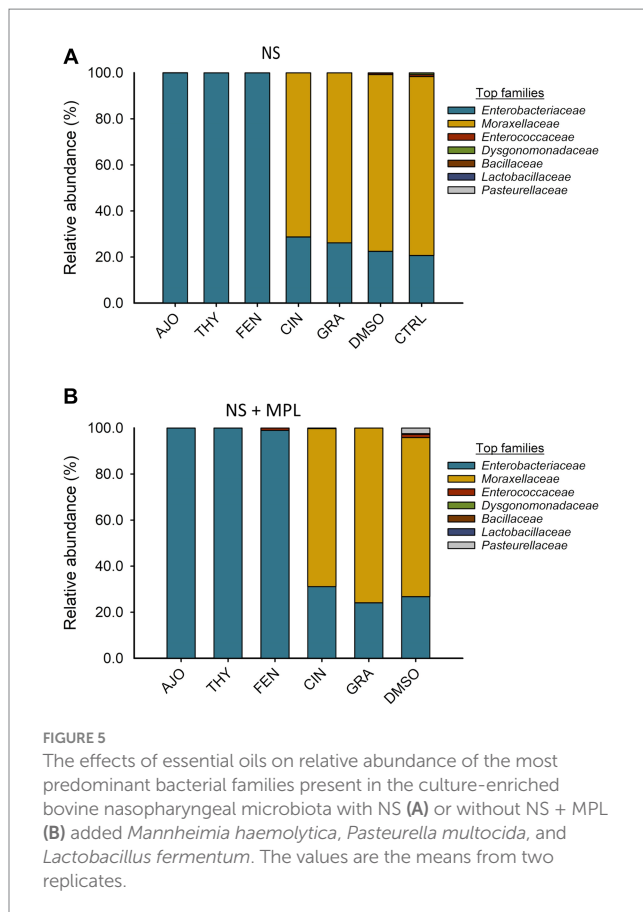 A
NS
100.0
80.0
60.0
40.0
20.0
0.0
Relative abundance (%)
AJO
THY
FEN
CIN
GRA
DMSO
CTRL
Top families
Enterobacteriaceae
Moraxellaceae
Enterococcaceae
Dysgonomonadaceae
Bacillaceae
Lactobacillaceae
Pasteurellaceae
B
NS + MPL
100.0
80.0
60.0
40.0
20.0
0.0
Relative abundance (%)
AJO
THY
FEN
CIN
GRA
DMSO
Top families
Enterobacteriaceae
Moraxellaceae
Enterococcaceae
Dysgonomonadaceae
Bacillaceae
Lactobacillaceae
Pasteurellaceae
FIGURE 5
The effects of essential oils on relative abundance of the most
predominant bacterial families present in the culture-enriched
bovine nasopharyngeal microbiota with NS (A) or without NS + MPL
(B) added Mannheimia haemolytica, Pasteurella multocida, and
Lactobacillus fermentum. The values are the means from two
replicates.